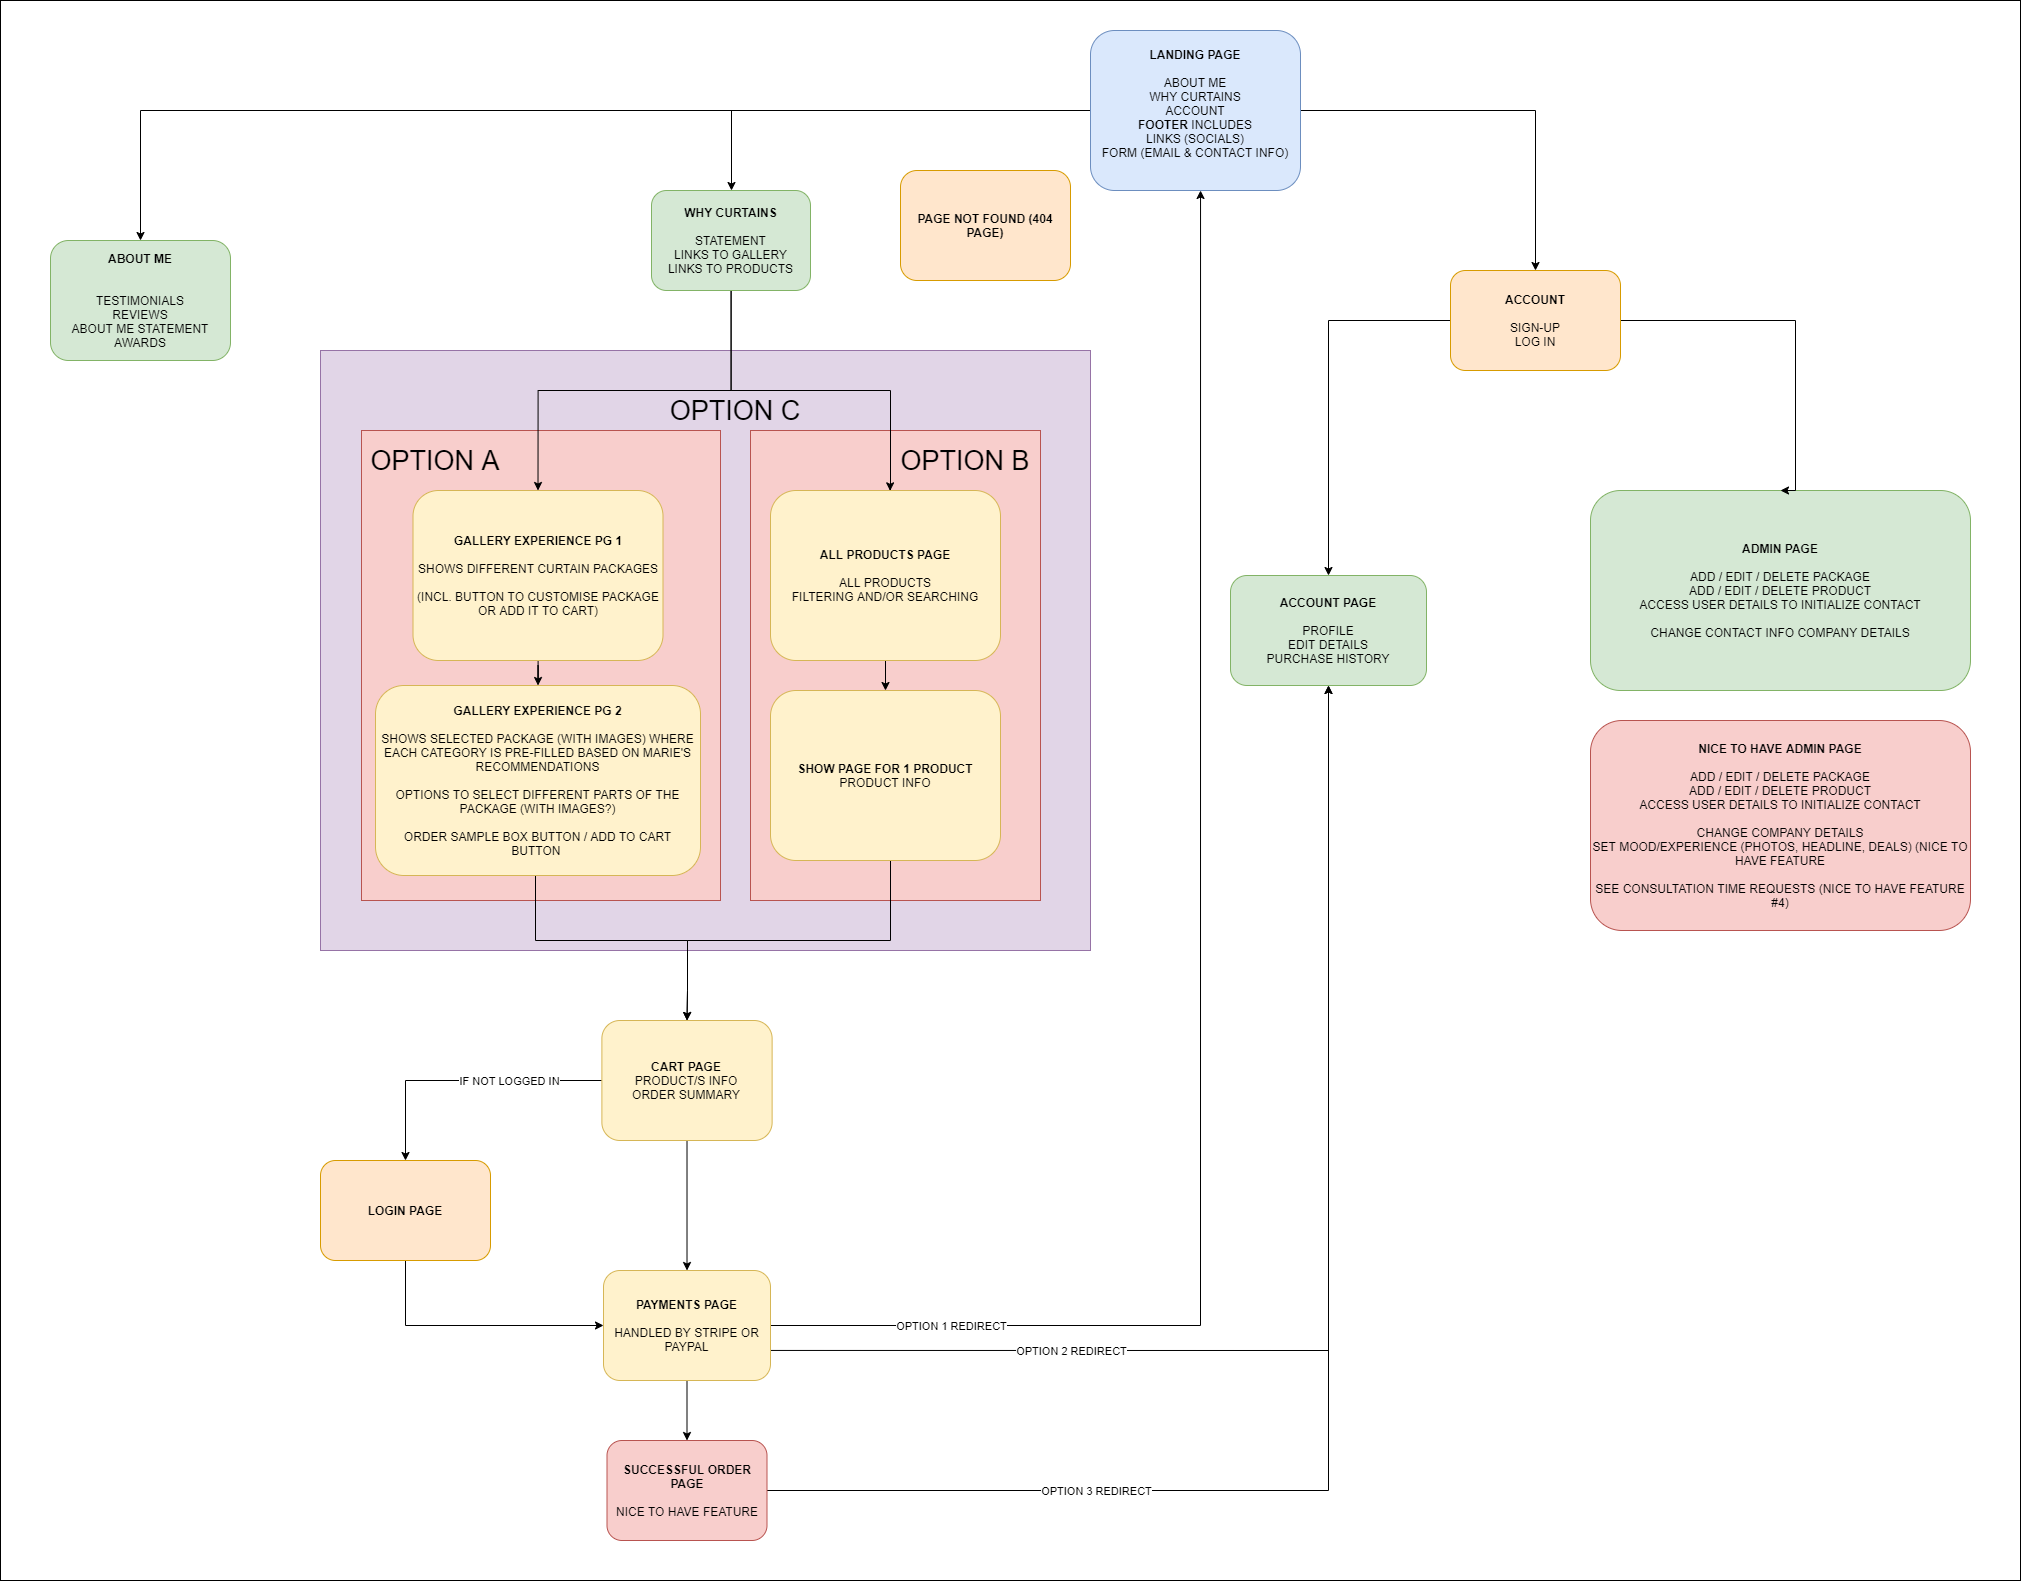 LANDING PAGE
ABOUT ME
WHY CURTAINS
ACCOUNT
FOOTER INCLUDES
LINKS (SOCIALS)
FORM (EMAIL & CONTACT INFO)
PAGE NOT FOUND (404
PAGE)
WHY CURTAINS
STATEMENT
LINKS TO GALLERY
LINKS TO PRODUCTS
ABOUT ME
TESTIMONIALS
REVIEWS
ABOUT ME STATEMENT
AWARDS
ACCOUNT
SIGN-UP
LOG IN
OPTION C
OPTION A
OPTION B
GALLERY EXPERIENCE PG 1
SHOWS DIFFERENT CURTAIN PACKAGES
(INCL. BUTTON TO CUSTOMISE PACKAGE
OR ADD IT TO CART)
ALL PRODUCTS PAGE
ALL PRODUCTS
FILTERING AND/OR SEARCHING
GALLERY EXPERIENCE PG 2
SHOWS SELECTED PACKAGE (WITH IMAGES) WHERE
EACH CATEGORY IS PRE-FILLED BASED ON MARIE'S
RECOMMENDATIONS
OPTIONS TO SELECT DIFFERENT PARTS OF THE
PACKAGE (WITH IMAGES?)
ORDER SAMPLE BOX BUTTON / ADD TO CART
BUTTON
SHOW PAGE FOR 1 PRODUCT
PRODUCT INFO
ACCOUNT PAGE
PROFILE
EDIT DETAILS
PURCHASE HISTORY
ADMIN PAGE
ADD / EDIT / DELETE PACKAGE
ADD / EDIT / DELETE PRODUCT
ACCESS USER DETAILS TO INITIALIZE CONTACT
CHANGE CONTACT INFO COMPANY DETAILS
NICE TO HAVE ADMIN PAGE
ADD / EDIT / DELETE PACKAGE
ADD / EDIT / DELETE PRODUCT
ACCESS USER DETAILS TO INITIALIZE CONTACT
CHANGE COMPANY DETAILS
SET MOOD/EXPERIENCE (PHOTOS, HEADLINE, DEALS) (NICE TO
HAVE FEATURE
SEE CONSULTATION TIME REQUESTS (NICE TO HAVE FEATURE
#4)
CART PAGE
PRODUCT/S INFO
ORDER SUMMARY
IF NOT LOGGED IN
LOGIN PAGE
PAYMENTS PAGE
HANDLED BY STRIPE OR
PAYPAL
OPTION 1 REDIRECT
OPTION 2 REDIRECT
SUCCESSFUL ORDER
PAGE
NICE TO HAVE FEATURE
OPTION 3 REDIRECT